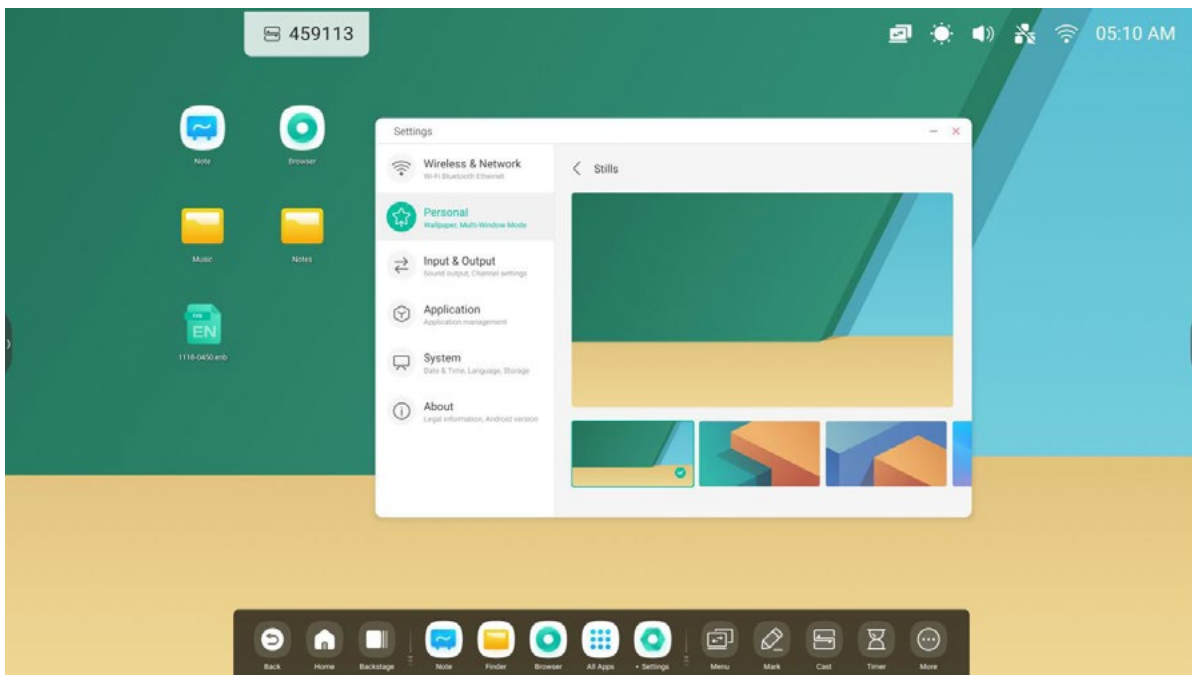 459113
05:10 AM
Note
Browser
Music
Notes
EN
1118-0450.enb
Settings
Wireless & Network
Wi-Fi Bluetooth Ethernet
Personal
Wallpaper, Multi-Window Mode
Input & Output
Sound output, Channel settings
Application
Application management
System
Date & Time, Language, Storage
About
Legal information, Android version
Stills
Back
Home
Backstage
Note
Finder
Browser
All Apps
• Settings
Menu
Mark
Cast
Timer
More